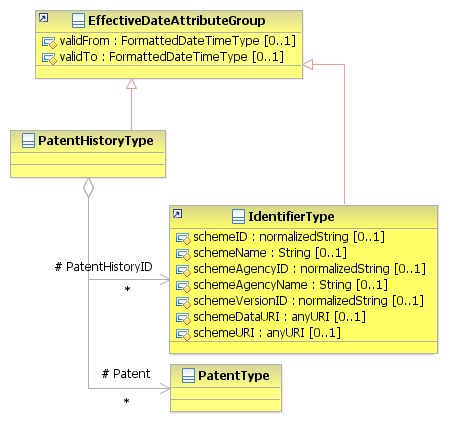 EffectiveDateAttributeGroup
validFrom : FormattedDateTimeType [0..1]
validTo : FormattedDateTimeType [0..1]
PatentHistoryType
IdentifierType
schemeID : normalizedString [0..1]
schemeName : String [0..1]
schemeAgencyID : normalizedString [0..1]
schemeAgencyName : String [0..1]
schemeVersionID : normalizedString [0..1]
schemeDataURI : anyURI [0..1]
schemeURI : anyURI [0..1]
# PatentHistoryID
*
# Patent
*
PatentType